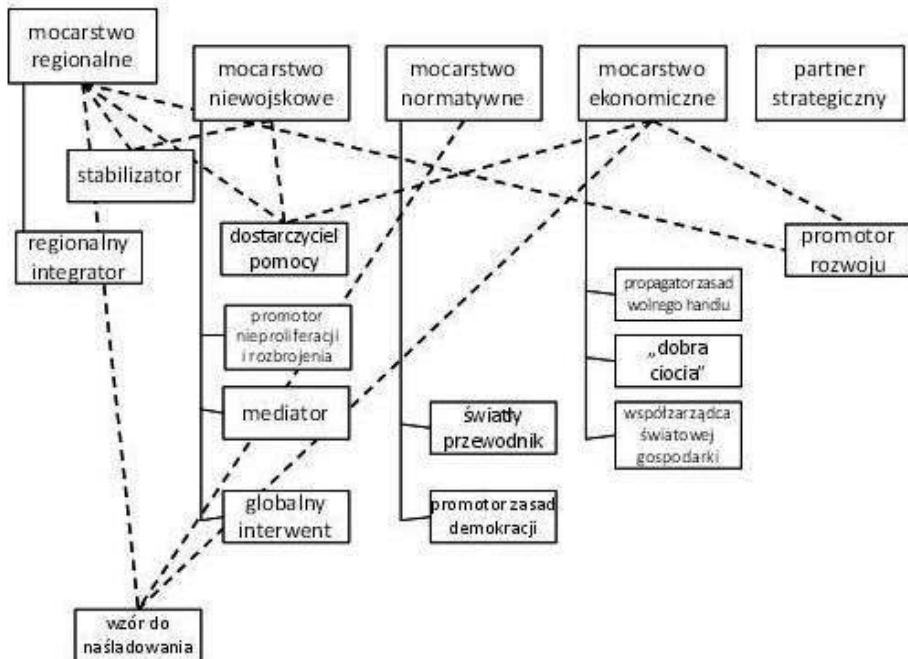 mocarstwo
regionalne
mocarstwo
niewojskowe
mocarstwo
normatywne
mocarstwo
ekonomiczne
partner
strategiczny
stabilizator
regionalny
integrator
dostarczyciel
pomocy
promotor
rozwoju
promotor
nieproliferacji
i rozbrojenia
mediator
globalny
interwent
światły
przewodnik
promotor zasad
demokracji
propagator zasad
wolnego handlu
„dobra
ciocia”
współzarządca
światowej
gospodarki
wzór do
naśladowania